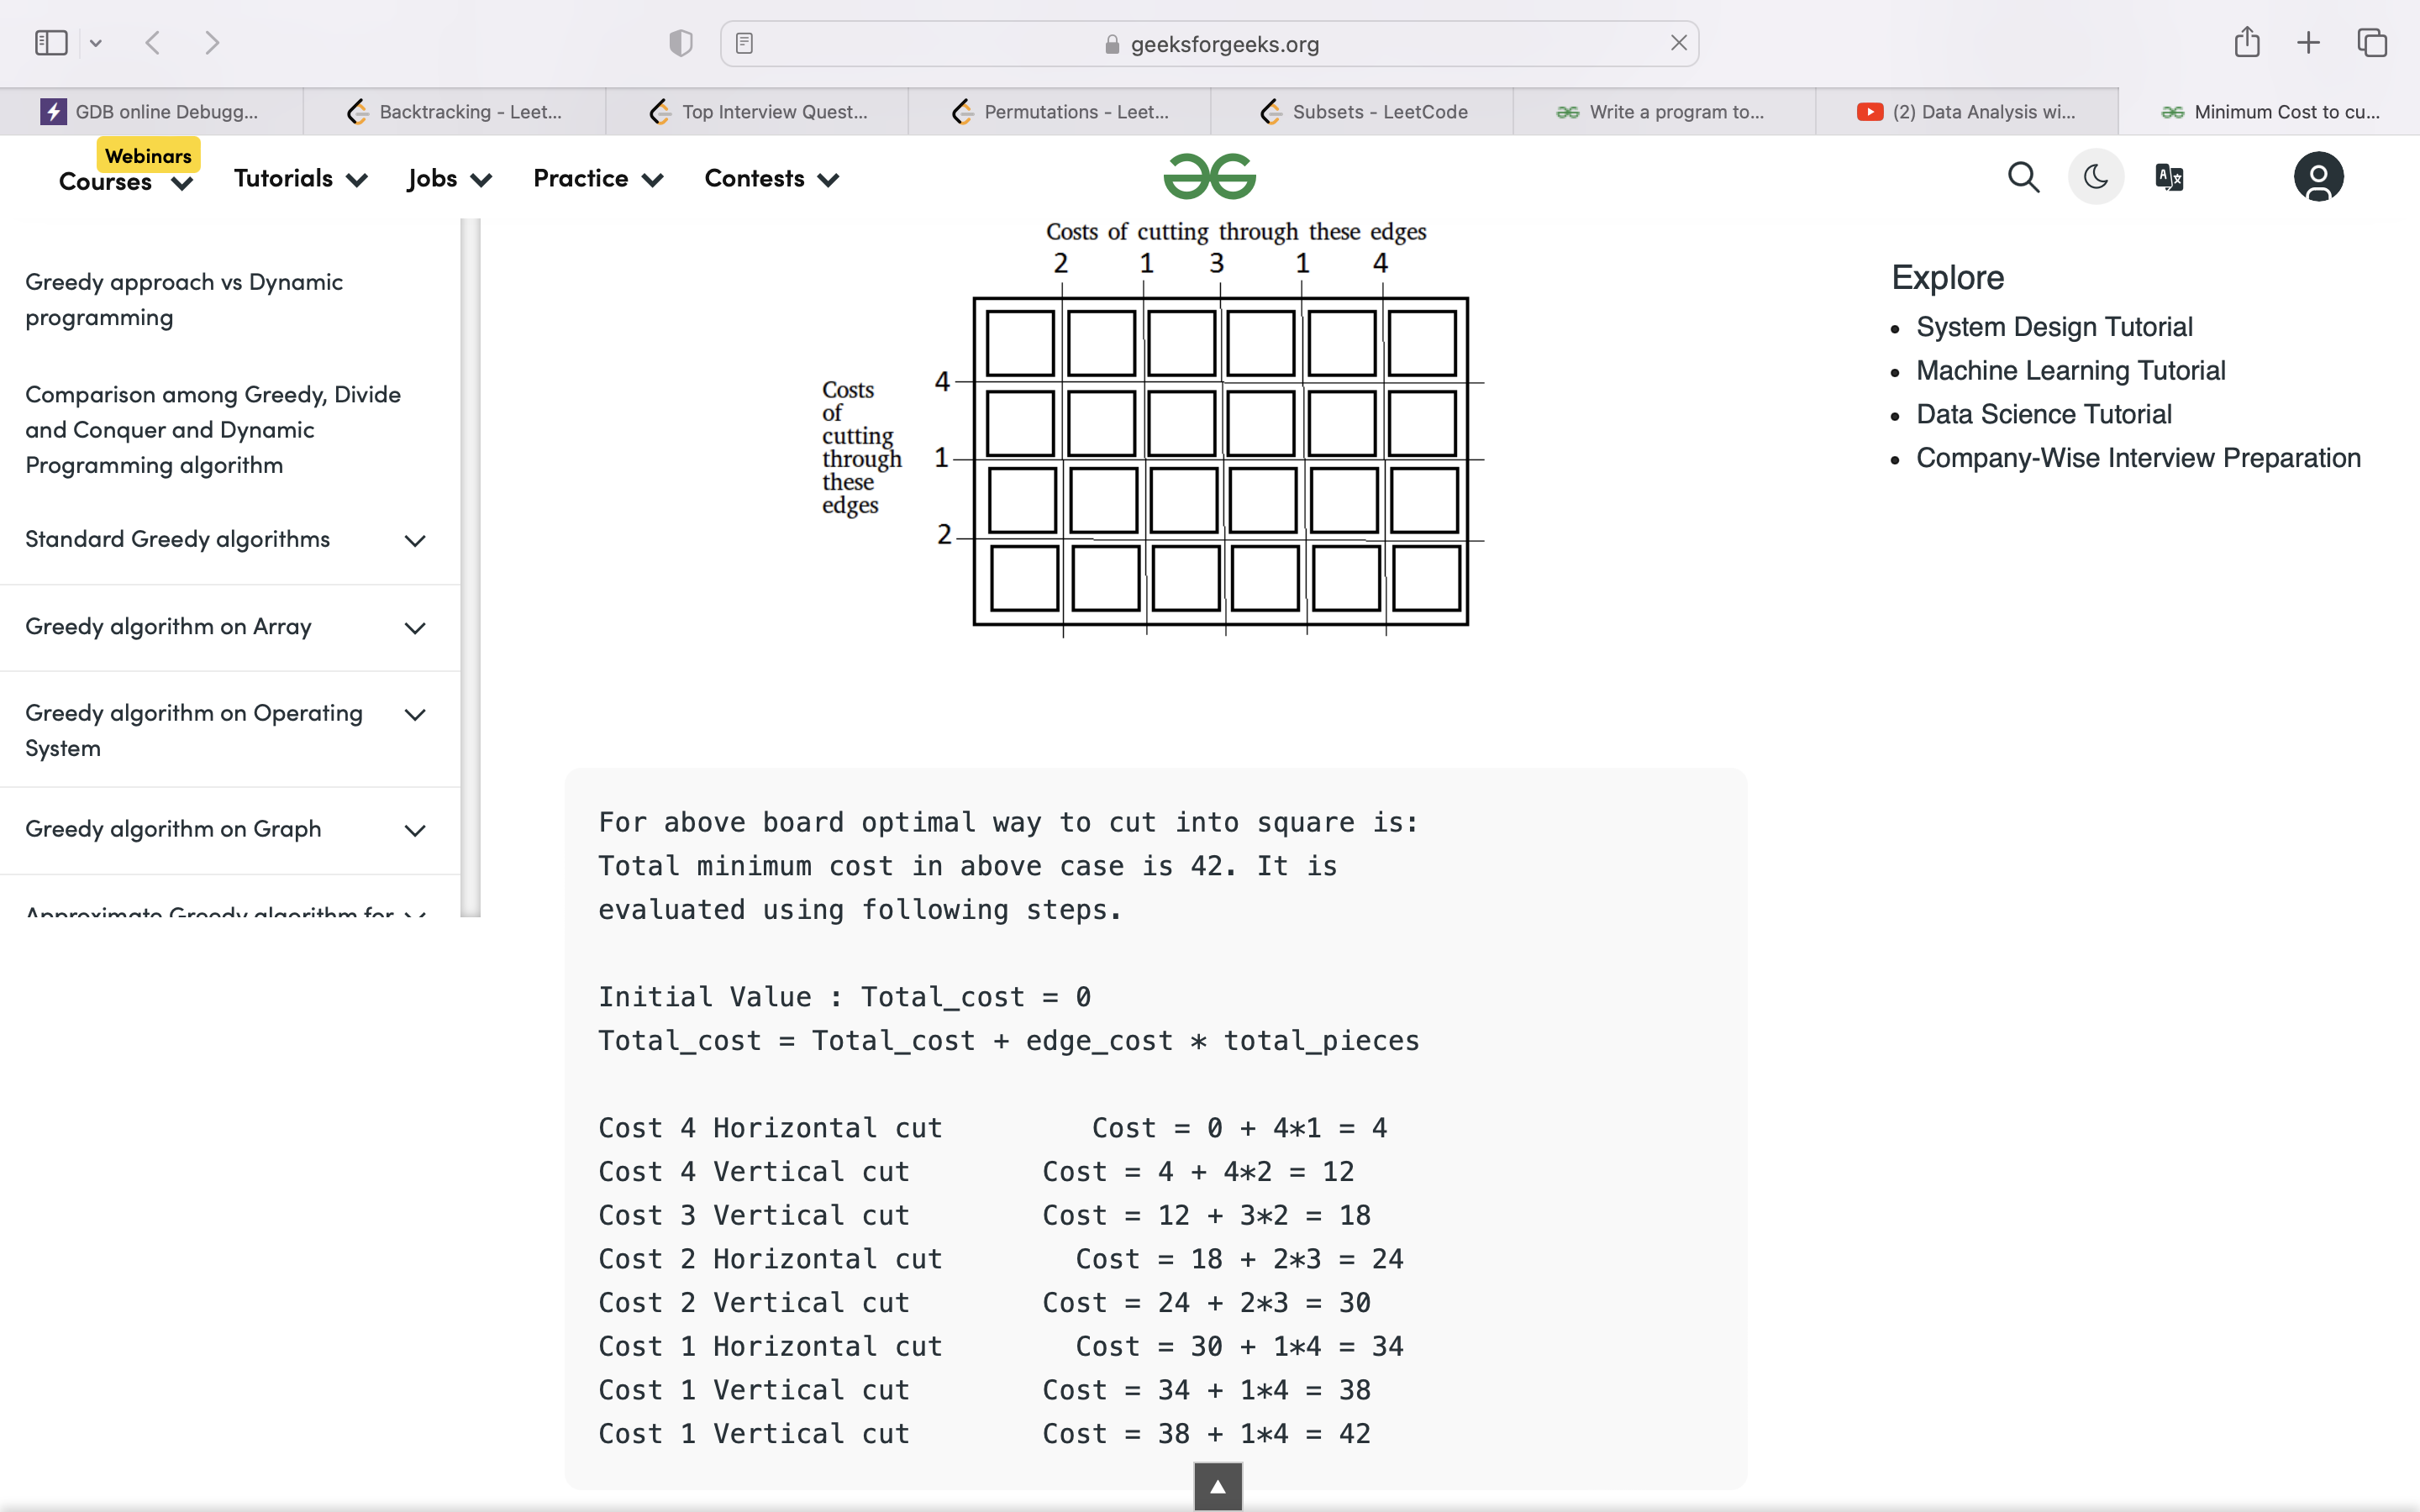 geeksforgeeks.org
GDB online Debugg...
Backtracking - Leet...
Top Interview Quest...
Permutations - Leet...
Subsets - LeetCode
Write a program to...
(2) Data Analysis wi...
Minimum Cost to cu...
Webinars
Courses
Tutorials
Jobs
Practice
Contests
Greedy approach vs Dynamic
programming
Comparison among Greedy, Divide
and Conquer and Dynamic
Programming algorithm
Standard Greedy algorithms
Greedy algorithm on Array
Greedy algorithm on Operating
System
Greedy algorithm on Graph
Approximate Greedy algorithm for
Costs of cutting through these edges
2 1 3 1 4
Costs
of
cutting
through
these
edges
4
1
2
Explore
System Design Tutorial
Machine Learning Tutorial
Data Science Tutorial
Company-Wise Interview Preparation
For above board optimal way to cut into square is:
Total minimum cost in above case is 42. It is
evaluated using following steps.
Initial Value : Total_cost = 0
Total_cost = Total_cost + edge_cost * total_pieces
Cost 4 Horizontal cut Cost = 0 + 4*1 = 4
Cost 4 Vertical cut Cost = 4 + 4*2 = 12
Cost 3 Vertical cut Cost = 12 + 3*2 = 18
Cost 2 Horizontal cut Cost = 18 + 2*3 = 24
Cost 2 Vertical cut Cost = 24 + 2*3 = 30
Cost 1 Horizontal cut Cost = 30 + 1*4 = 34
Cost 1 Vertical cut Cost = 34 + 1*4 = 38
Cost 1 Vertical cut Cost = 38 + 1*4 = 42